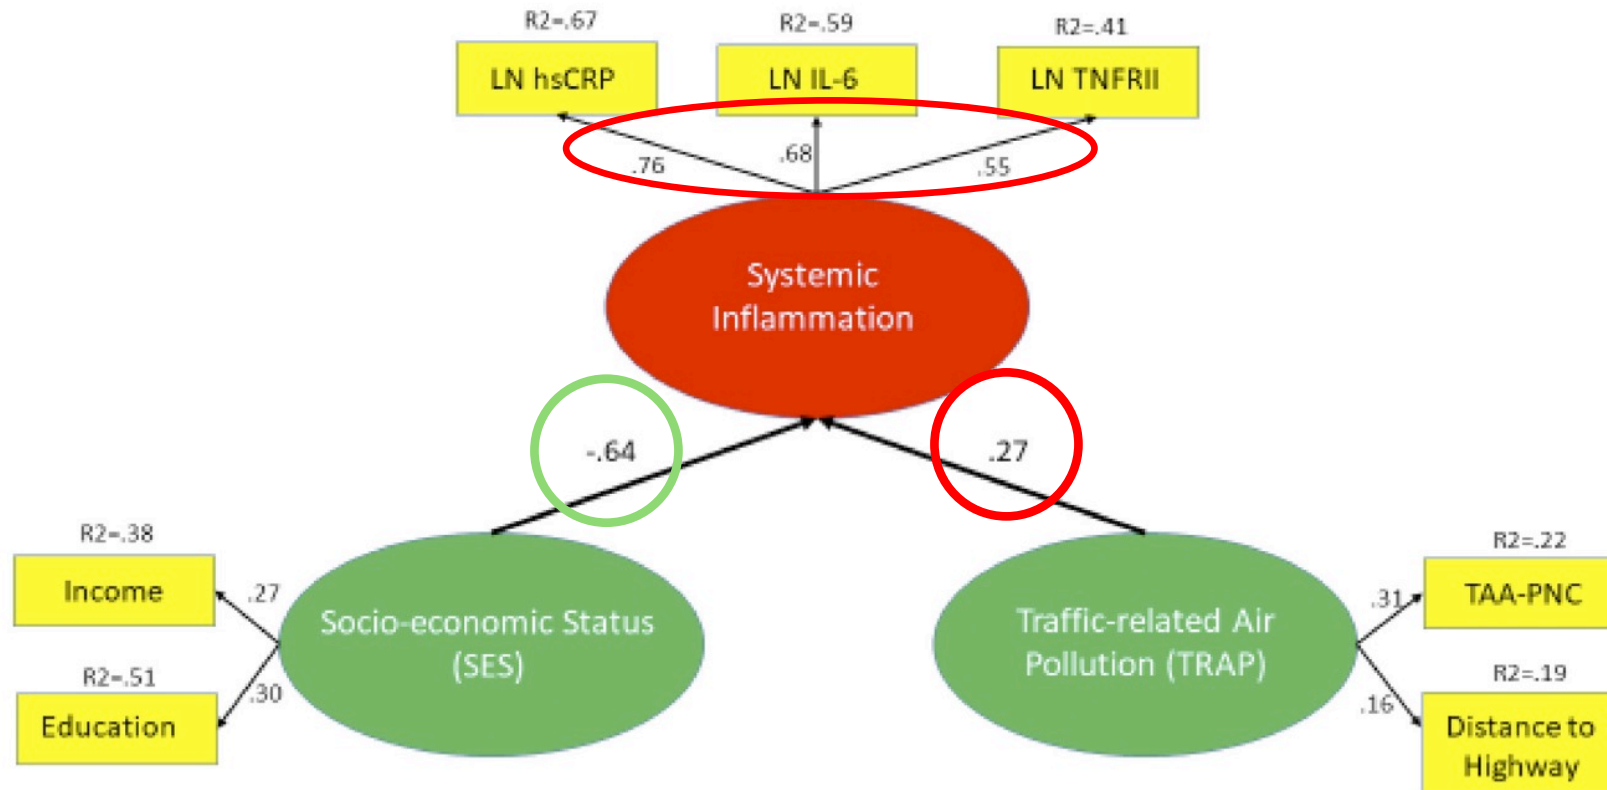 R2=.67
R2=.59
R2=.41
LN hsCRP
LN IL-6
LN TNFRII
.76
.68
.55
Systemic
Inflammation
-.64
.27
R2=.38
Income
.27
Socio-economic Status
(SES)
R2=.51
Education
.30
Traffic-related Air
Pollution (TRAP)
R2=.22
TAA-PNC
.31
R2=.19
Distance to
Highway
.16